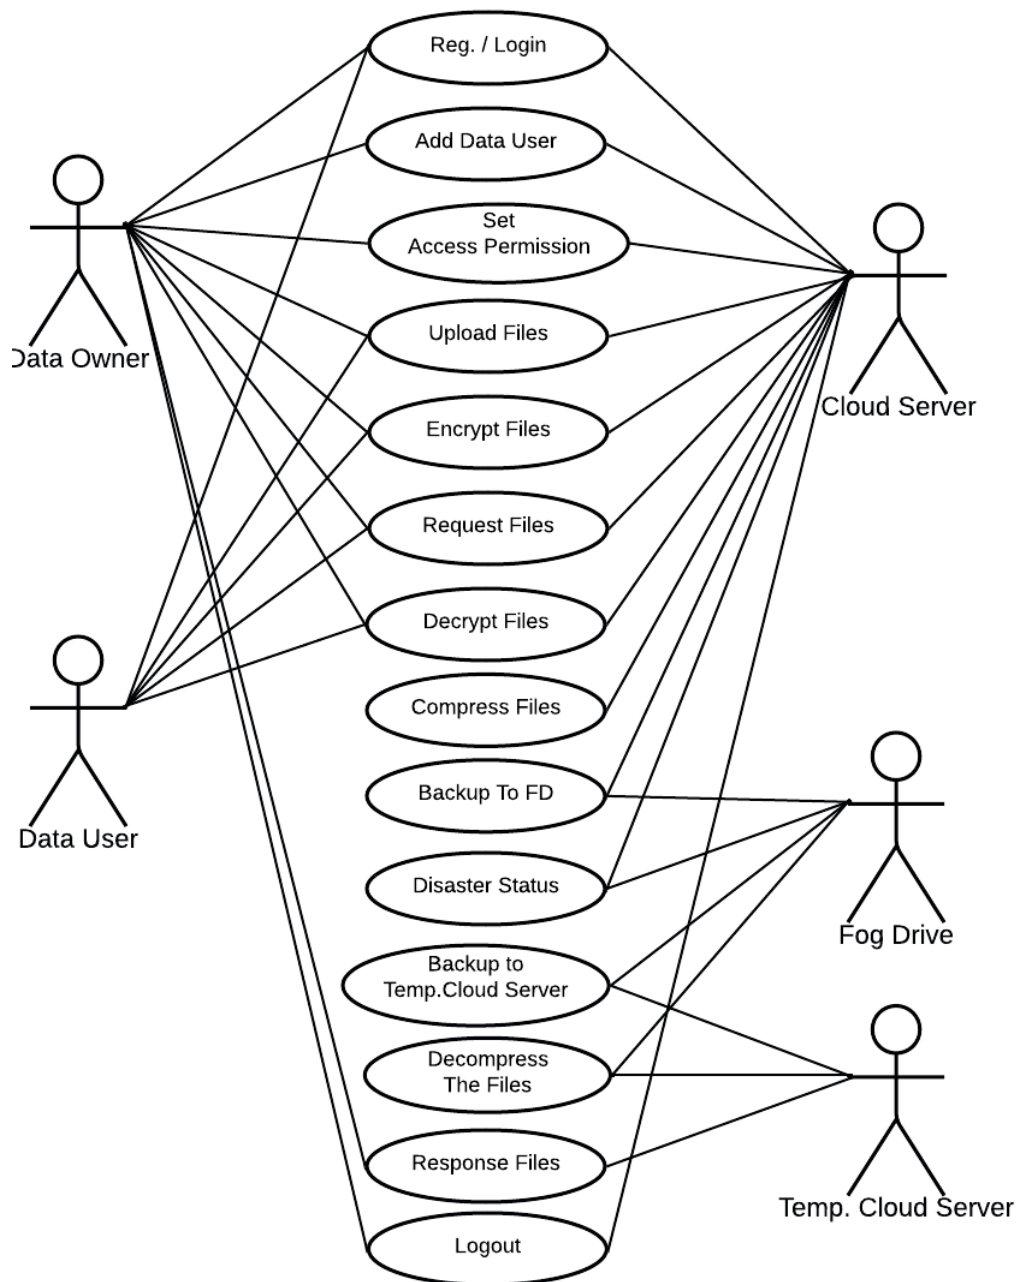 Reg. / Login
Add Data User
Set
Access Permission
Upload Files
Data Owner
Cloud Server
Encrypt Files
Request Files
Decrypt Files
Compress Files
Backup To FD
Data User
Disaster Status
Fog Drive
Backup to
Temp.Cloud Server
Decompress
The Files
Response Files
Temp. Cloud Server
Logout